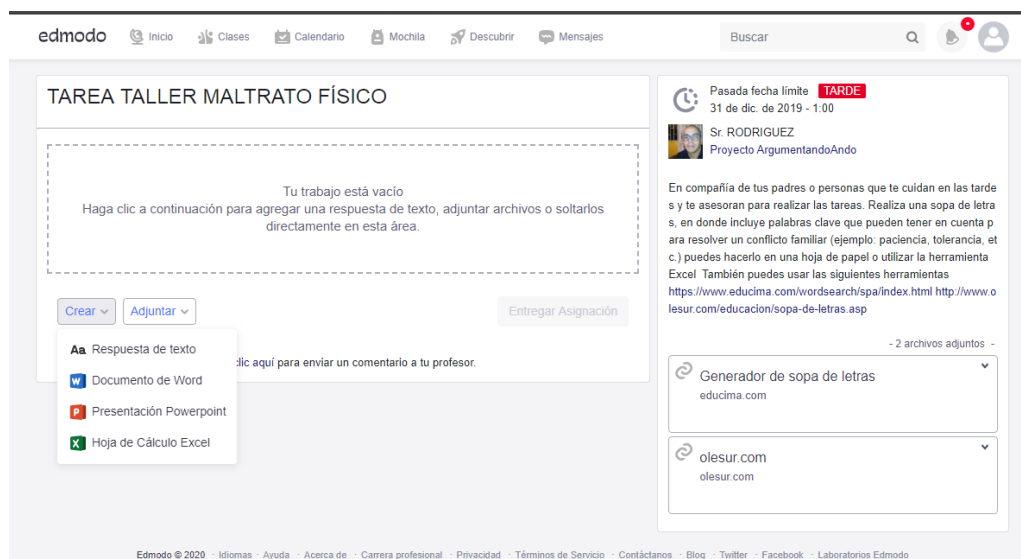 edmodo Inicio Clases Calendario Mochila Descubrir Mensajes Buscar
TAREA TALLER MALTRATO FÍSICO
Tu trabajo está vacío
Haga clic a continuación para agregar una respuesta de texto, adjuntar archivos o soltarlos
directamente en esta área.
Crear Adjuntar Entregar Asignación
Aa Respuesta de texto
Documento de Word
Presentación Powerpoint
Hoja de Cálculo Excel
clic aquí para enviar un comentario a tu profesor.
Pasada fecha límite TARDE
31 de dic. de 2019 - 1:00
Sr. RODRIGUEZ
Proyecto ArgumentandoAndo
En compañía de tus padres o personas que te cuidan en las tarde
s y te asesoran para realizar las tareas. Realiza una sopa de letra
s, en donde incluye palabras clave que pueden tener en cuenta p
ara resolver un conflicto familiar (ejemplo: paciencia, tolerancia, et
c.) puedes hacerlo en una hoja de papel o utilizar la herramienta
Excel También puedes usar las siguientes herramientas
https://www.educima.com/wordsearch/spa/index.html http://www.o
lesur.com/educacion/sopa-de-letras.asp
- 2 archivos adjuntos -
Generador de sopa de letras
educima.com
olesur.com
olesur.com
Edmodo © 2020 · Idiomas · Ayuda · Acerca de · Carrera profesional · Privacidad · Términos de Servicio · Contáctanos · Blog · Twitter · Facebook · Laboratorios Edmodo